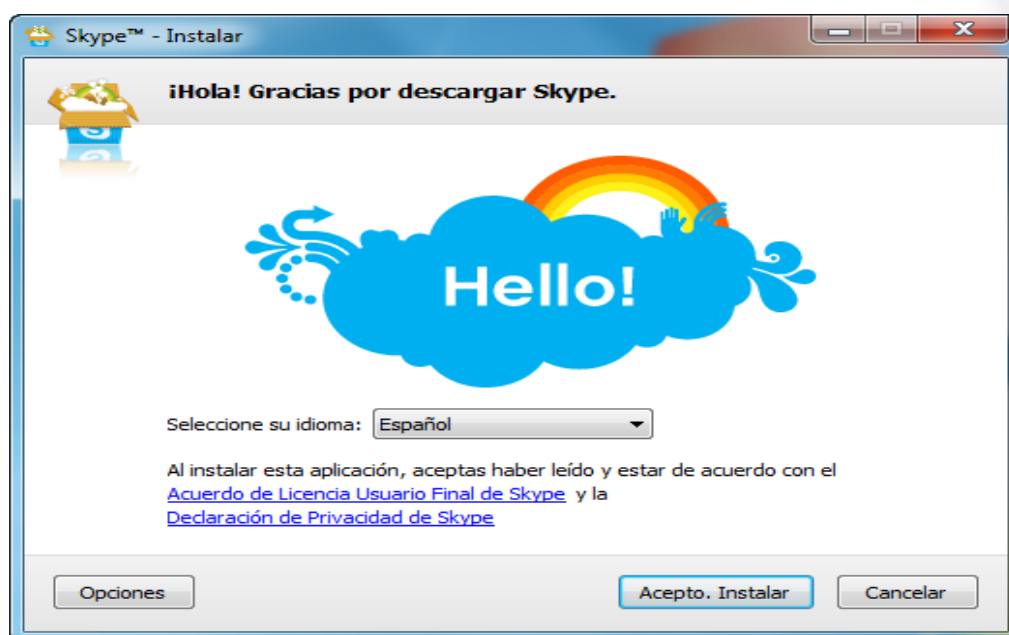 Skype™ - Instalar
¡Hola! Gracias por descargar Skype.
Hello!
Seleccione su idioma: Español
Al instalar esta aplicación, aceptas haber leído y estar de acuerdo con el
Acuerdo de Licencia Usuario Final de Skype y la
Declaración de Privacidad de Skype
Opciones Acepto. Instalar Cancelar